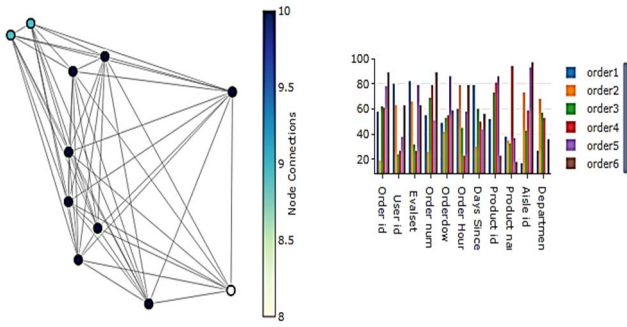 10
9.5
9
8.5
8
Node Connections
100
80
60
40
20
Order id
User id
Evalset
Order num
Orderdow
Order Hour
Days Since
Product id
Product nai
Aisle id
Departmen
order1
order2
order3
order4
order5
order6